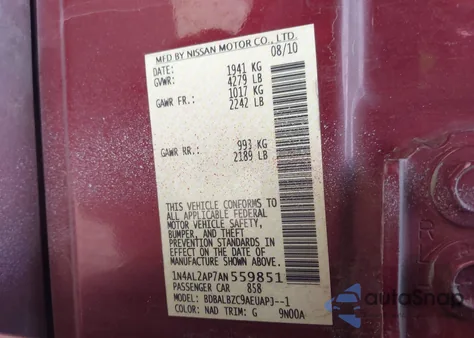 MFD BY NISSAN MOTOR CO., LTD.
08/10
DATE: 1941 KG
GVWR: 4279 LB
1017 KG
GAWR FR.: 2242 LB
993 KG
GAWR RR.: 2189 LB
THIS VEHICLE CONFORMS TO
ALL APPLICABLE FEDERAL
MOTOR VEHICLE SAFETY,
BUMPER, AND THEFT
PREVENTION STANDARDS IN
EFFECT ON THE DATE OF
MANUFACTURE SHOWN ABOVE.
1N4AL2AP7AN559851
PASSENGER CAR 858
MODEL: BDBALBZC9AEUAPJ--1
COLOR: NAD TRIM: G 9N00A
AutoSnap